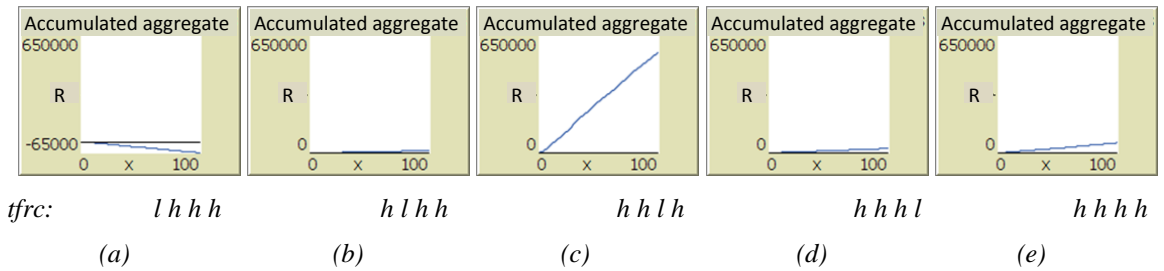 Accumulated aggregate Accumulated aggregate Accumulated aggregate Accumulated aggregate Accumulated aggregate
650000 650000 650000 650000 650000
R R R R R
-65000 0 0 0 0
0 x 100 0 x 100 0 x 100 0 x 100 0 x 100
tfrc: l h h h h l h h h h l h h h h l h h h h
(a) (b) (c) (d) (e)